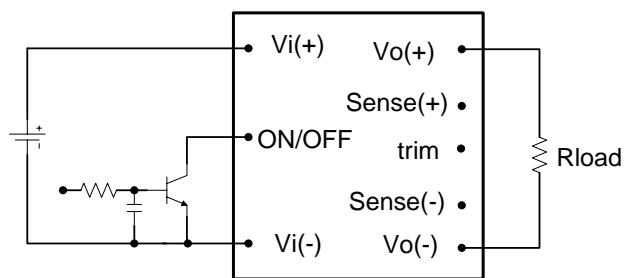 Vi(+)
Vo(+)
Sense(+)
ON/OFF
trim
Rload
Sense(-)
Vi(-)
Vo(-)
+
-